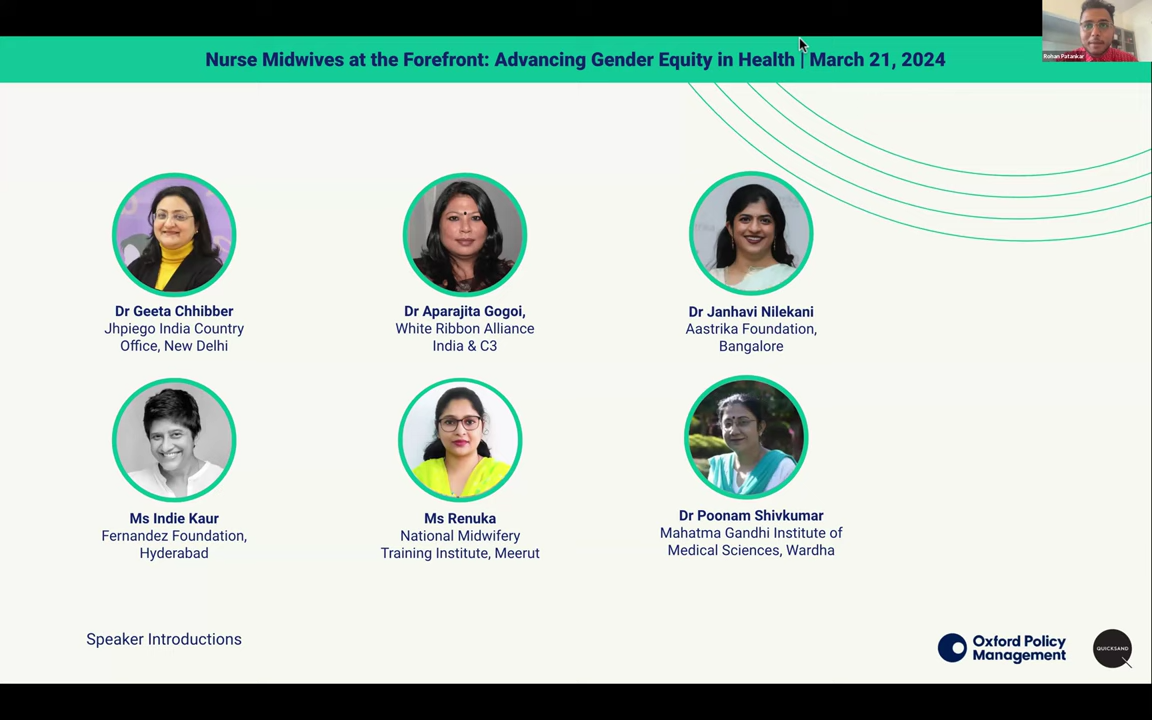 Nurse Midwives at the Forefront: Advancing Gender Equity in Health | March 21, 2024
Rohan Patankar
Dr Geeta Chhibber
Jhpiego India Country
Office, New Delhi
Dr Aparajita Gogoi,
White Ribbon Alliance
India & C3
Dr Janhavi Nilekani
Aastrika Foundation,
Bangalore
Ms Indie Kaur
Fernandez Foundation,
Hyderabad
Ms Renuka
National Midwifery
Training Institute, Meerut
Dr Poonam Shivkumar
Mahatma Gandhi Institute of
Medical Sciences, Wardha
Speaker Introductions
Oxford Policy
Management
QUICKSAND